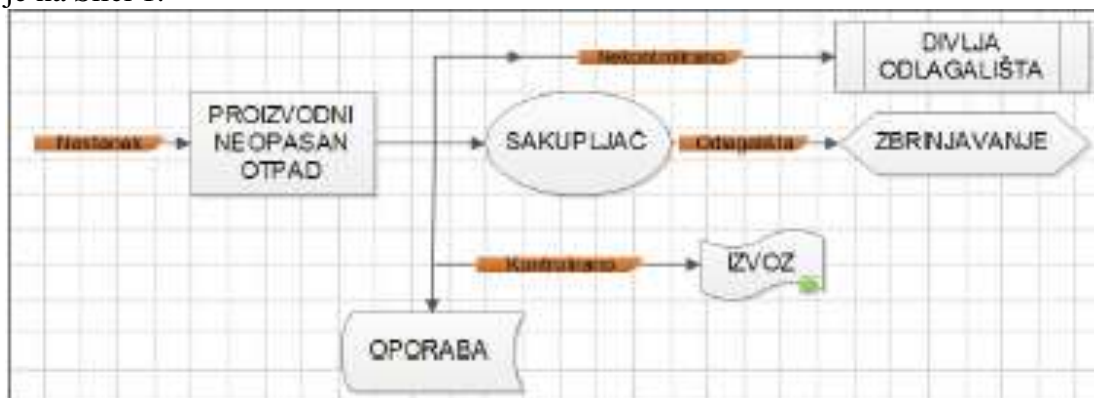 je na Slici 1.
Nekontrolirano
DIVLJA
ODLAGALIŠTA
Nastanak
PROIZVODNI
NEOPASAN
OTPAD
SAKUPLJAČ
Odlagališta
ZBRINJAVANJE
Kontrolirano
IZVOZ
OPORABA